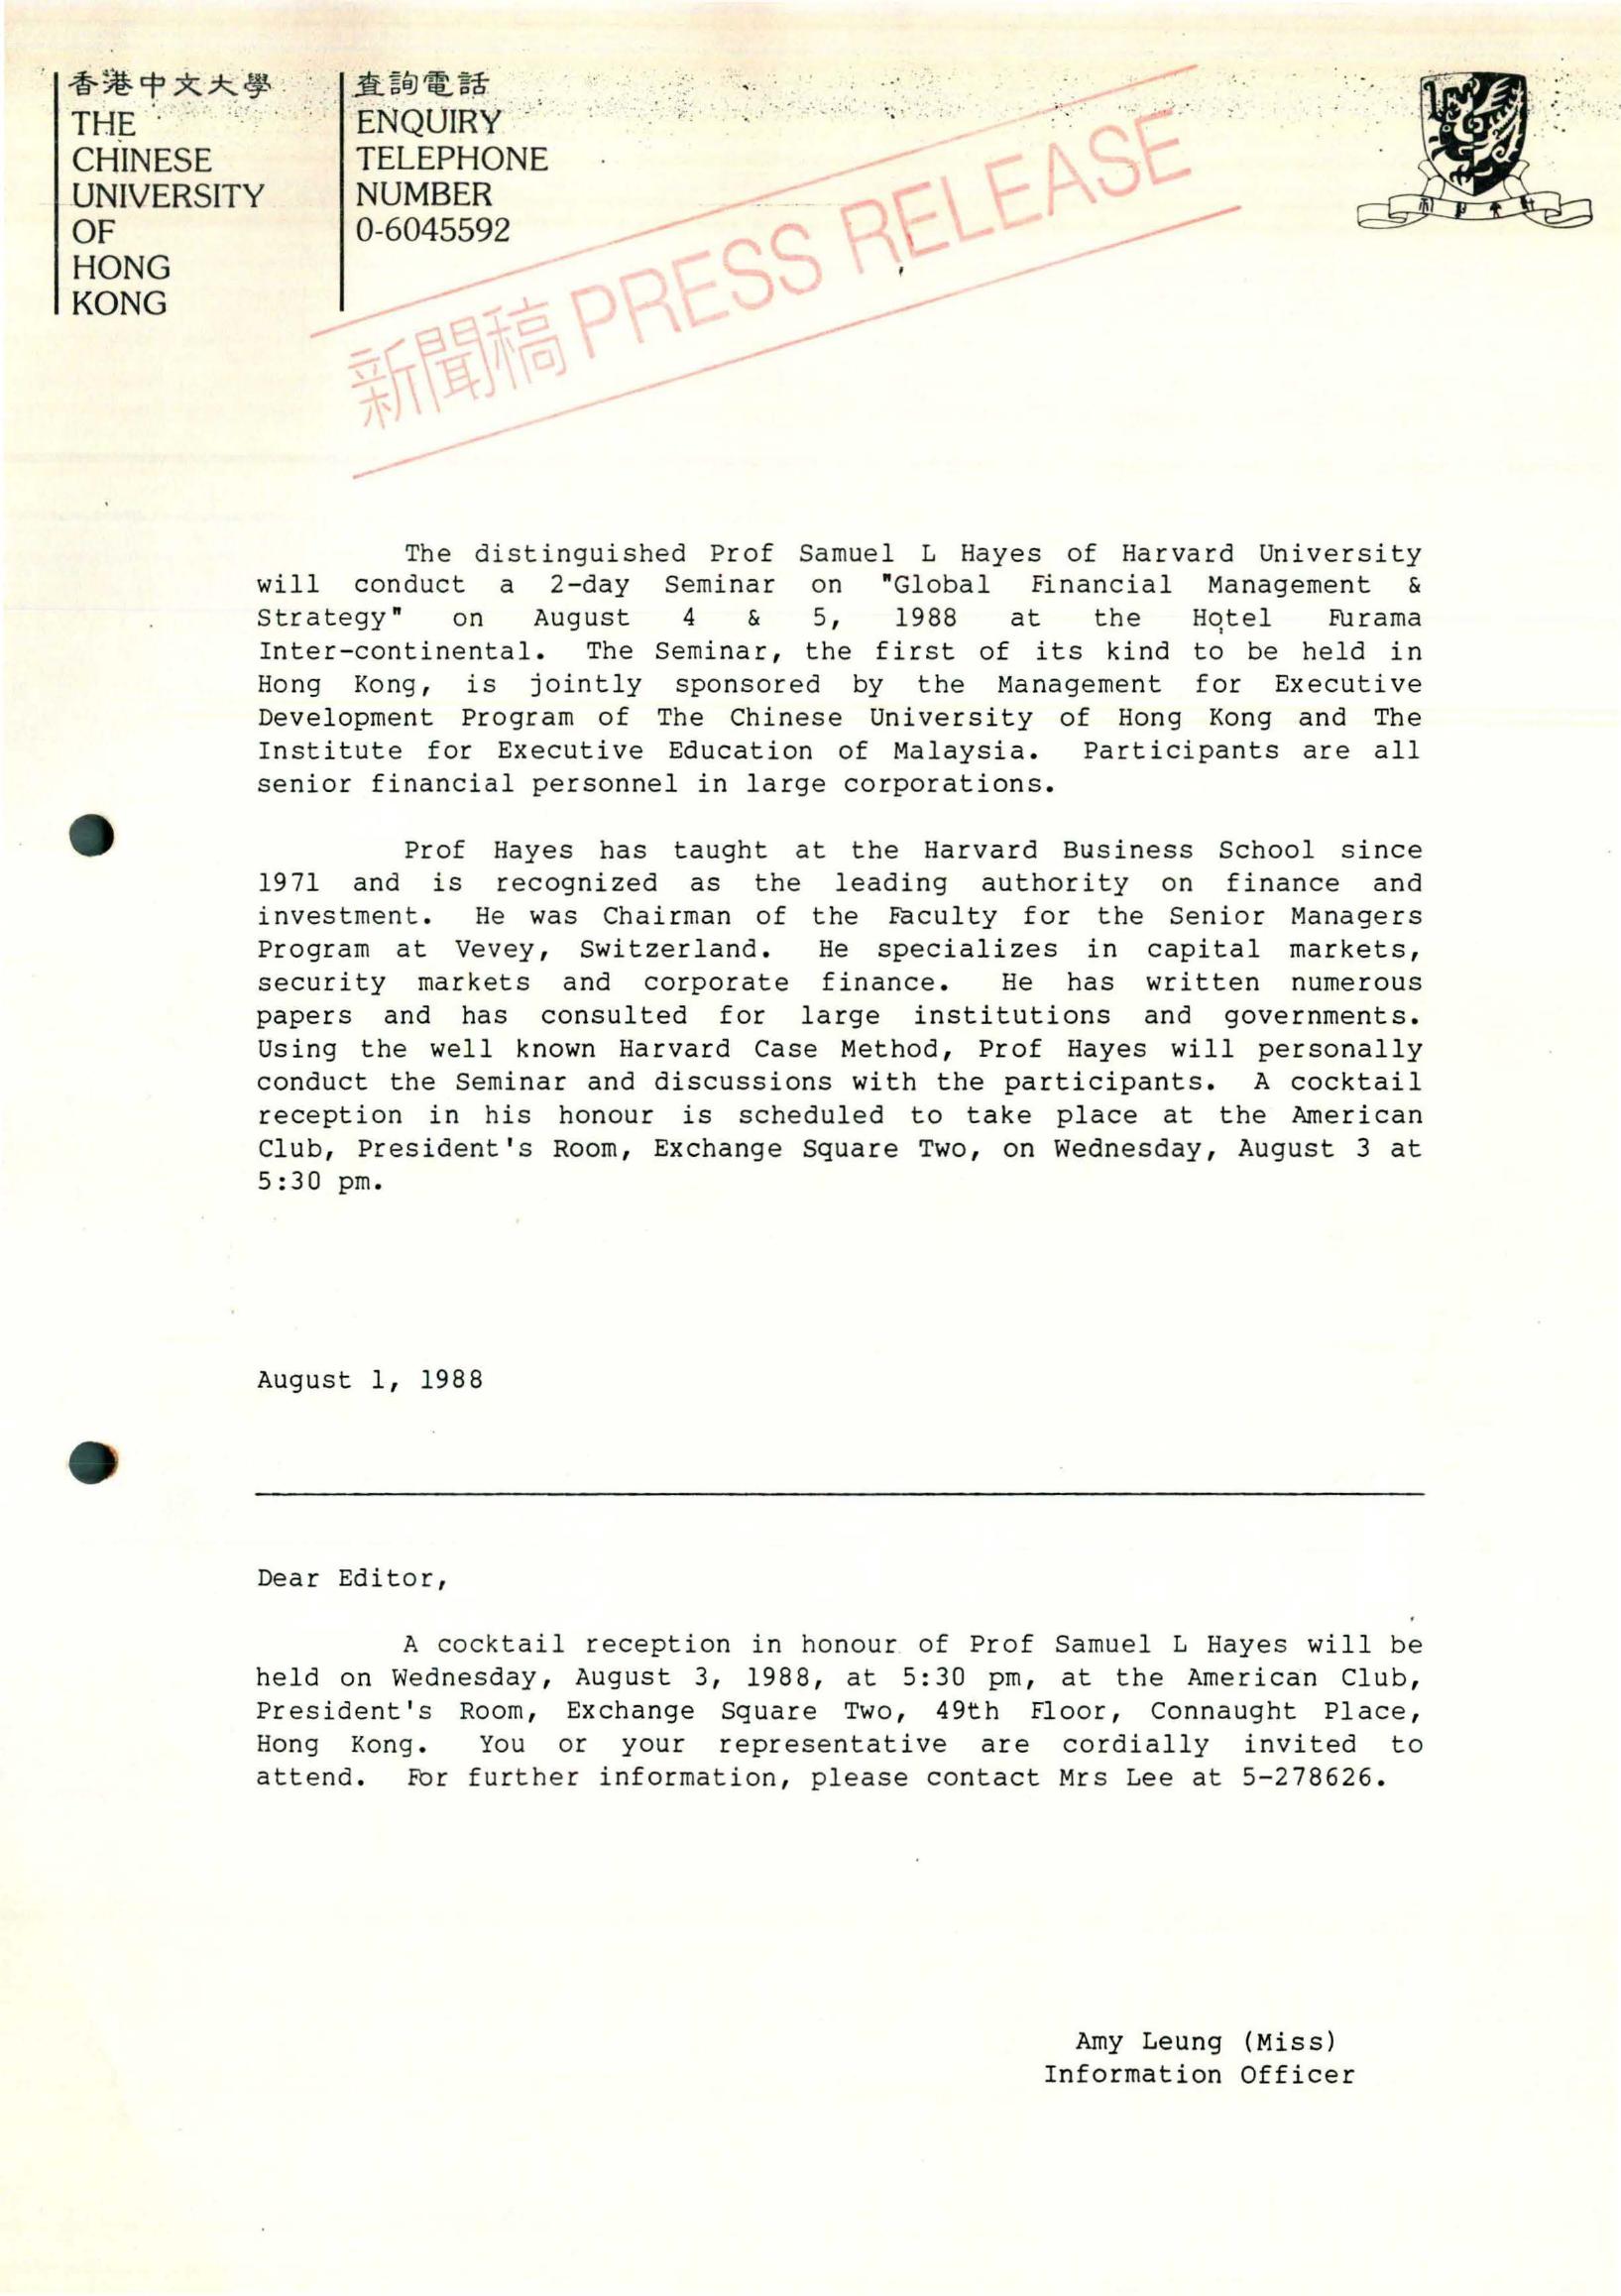 香港中文大學
THE
CHINESE
UNIVERSITY
OF
HONG
KONG
查詢電話
ENQUIRY
TELEPHONE
NUMBER
0-6045592
新聞稿 PRESS RELEASE
The distinguished Prof Samuel L Hayes of Harvard University
will conduct a 2-day Seminar on "Global Financial Management &
Strategy" on August 4 & 5, 1988 at the Hotel Furama
Inter-continental. The Seminar, the first of its kind to be held in
Hong Kong, is jointly sponsored by the Management for Executive
Development Program of The Chinese University of Hong Kong and The
Institute for Executive Education of Malaysia. Participants are all
senior financial personnel in large corporations.
Prof Hayes has taught at the Harvard Business School since
1971 and is recognized as the leading authority on finance and
investment. He was Chairman of the Faculty for the Senior Managers
Program at Vevey, Switzerland. He specializes in capital markets,
security markets and corporate finance. He has written numerous
papers and has consulted for large institutions and governments.
Using the well known Harvard Case Method, Prof Hayes will personally
conduct the Seminar and discussions with the participants. A cocktail
reception in his honour is scheduled to take place at the American
Club, President's Room, Exchange Square Two, on Wednesday, August 3 at
5:30 pm.
August 1, 1988
Dear Editor,
A cocktail reception in honour of Prof Samuel L Hayes will be
held on Wednesday, August 3, 1988, at 5:30 pm, at the American Club,
President's Room, Exchange Square Two, 49th Floor, Connaught Place,
Hong Kong. You or your representative are cordially invited to
attend. For further information, please contact Mrs Lee at 5-278626.
Amy Leung (Miss)
Information Officer